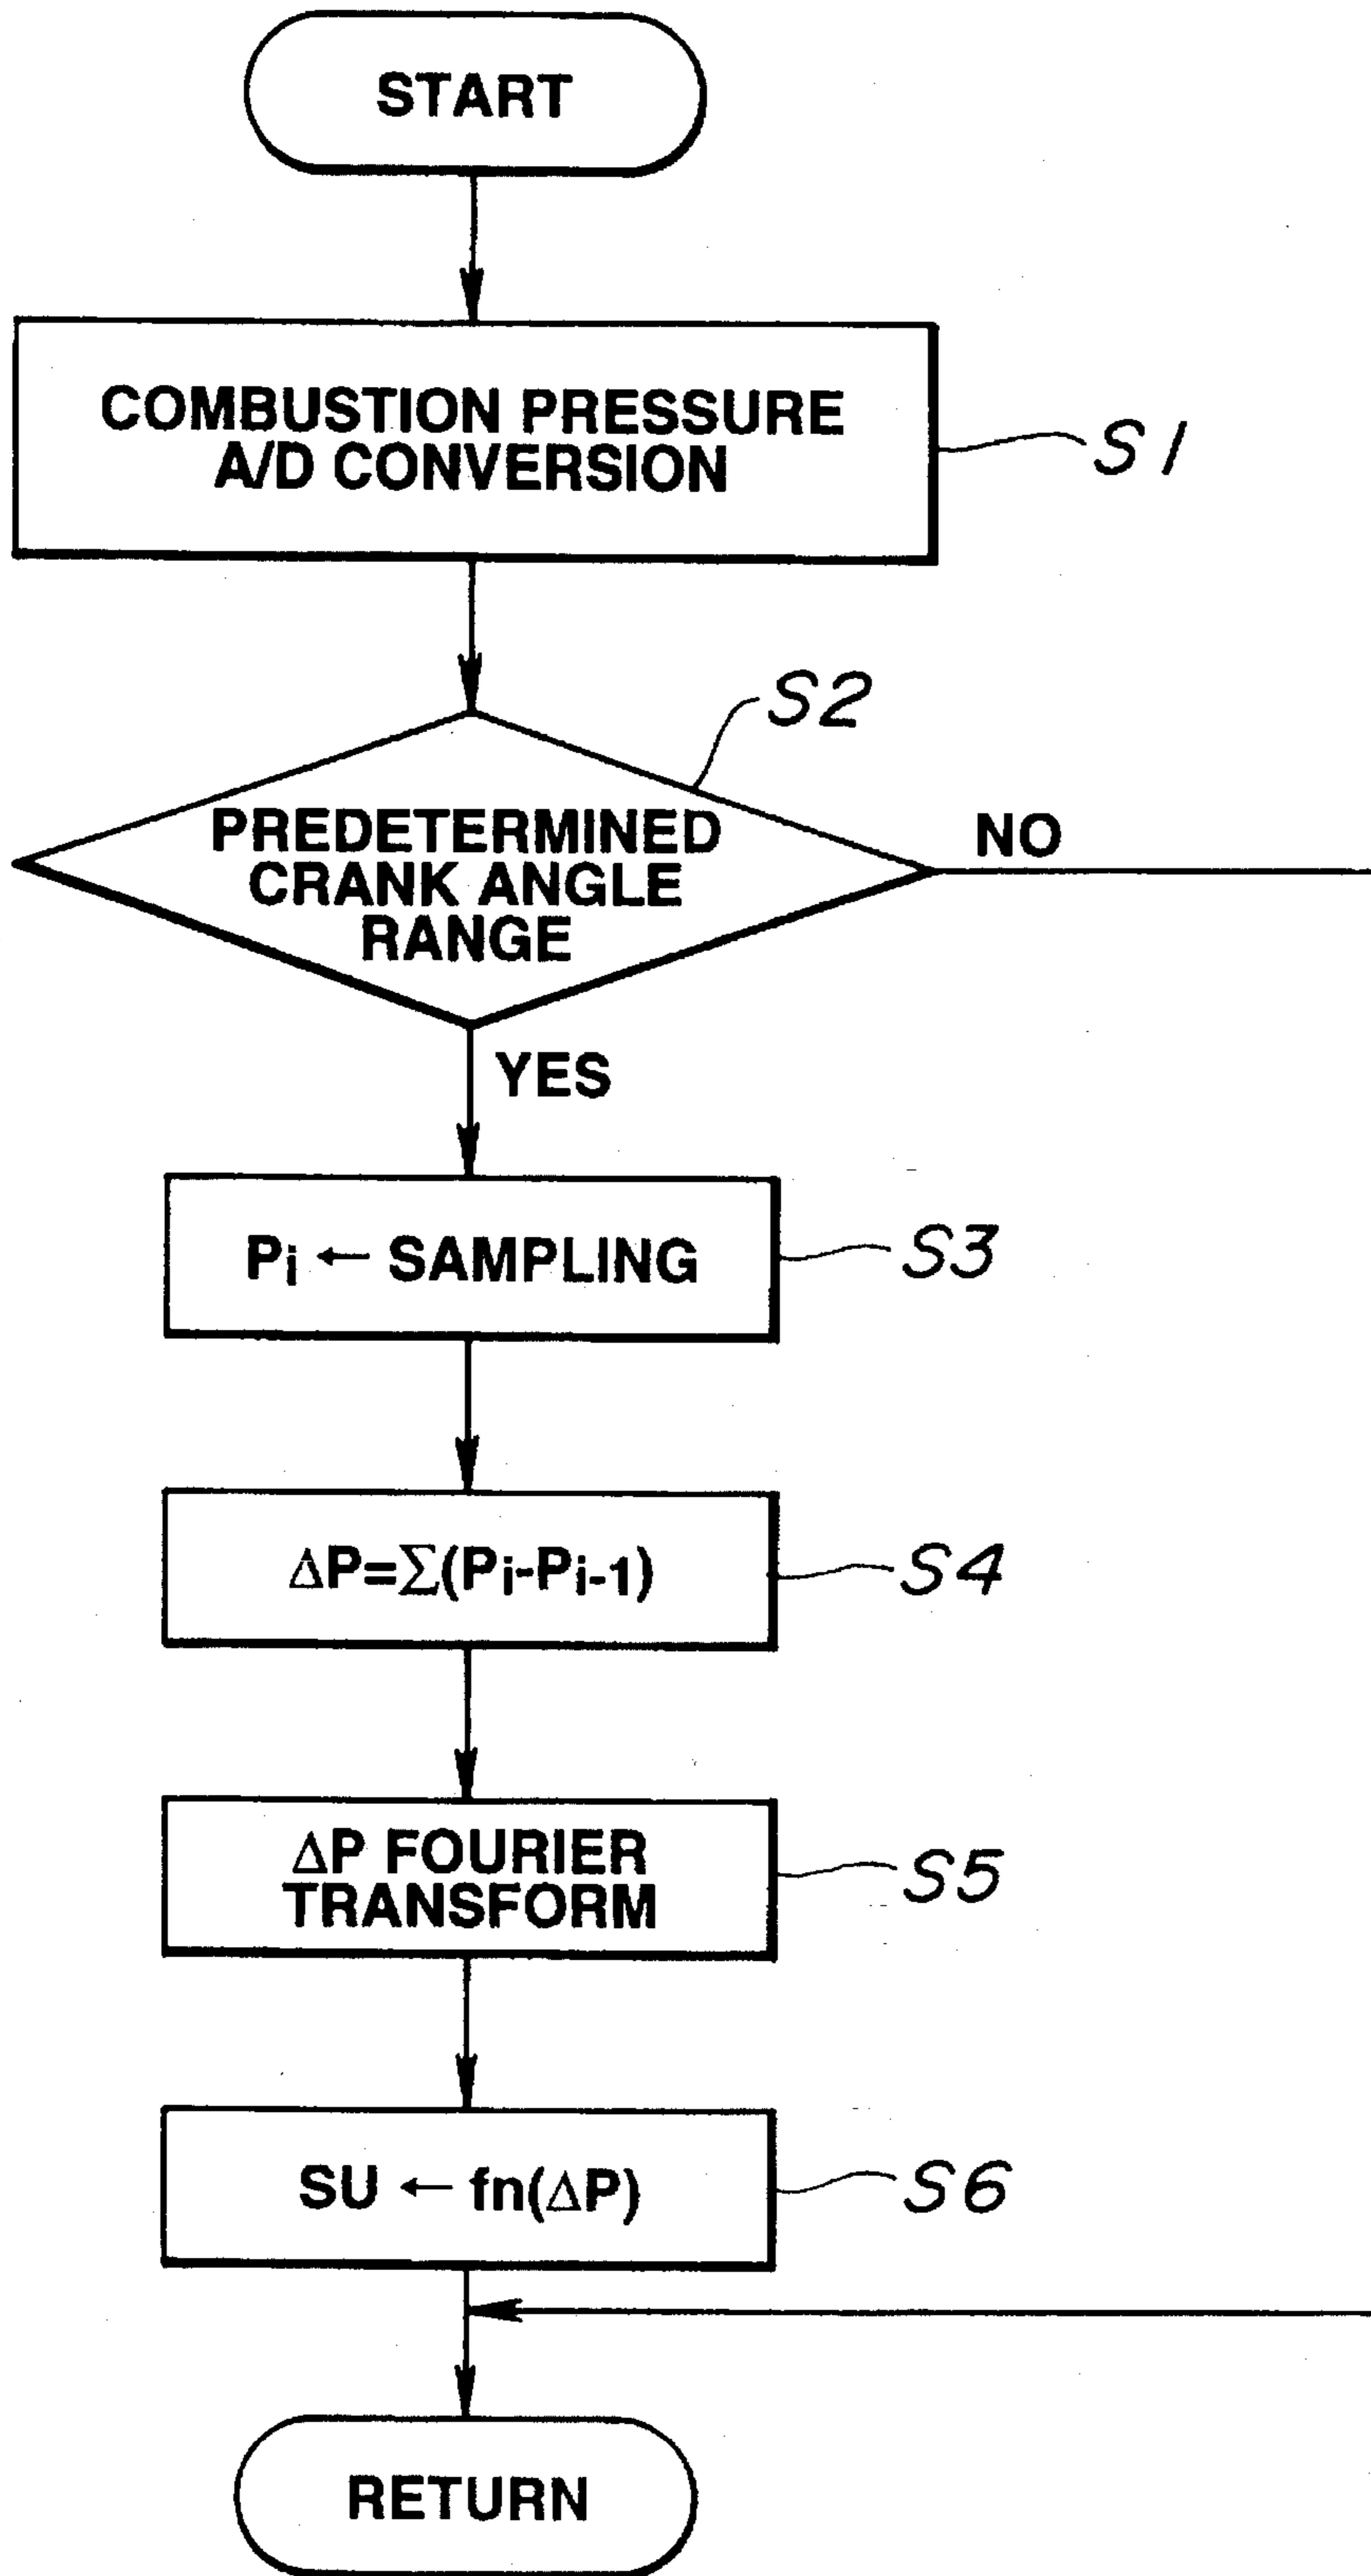 START
COMBUSTION PRESSURE
A/D CONVERSION
S1
S2
PREDETERMINED
CRANK ANGLE
RANGE
NO
YES
Pi ← SAMPLING
S3
ΔP=Σ(Pi-Pi-1)
S4
ΔP FOURIER
TRANSFORM
S5
SU ← fn(ΔP)
S6
RETURN